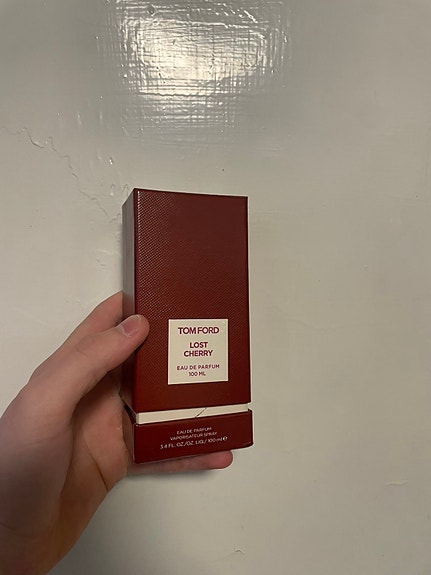 TOM FORD
LOST
CHERRY
EAU DE PARFUM
100 ML
EAU DE PARFUM
VAPORISATEUR SPRAY
3.4 FL. OZ./OZ. LIQ./ 100 ml ℮